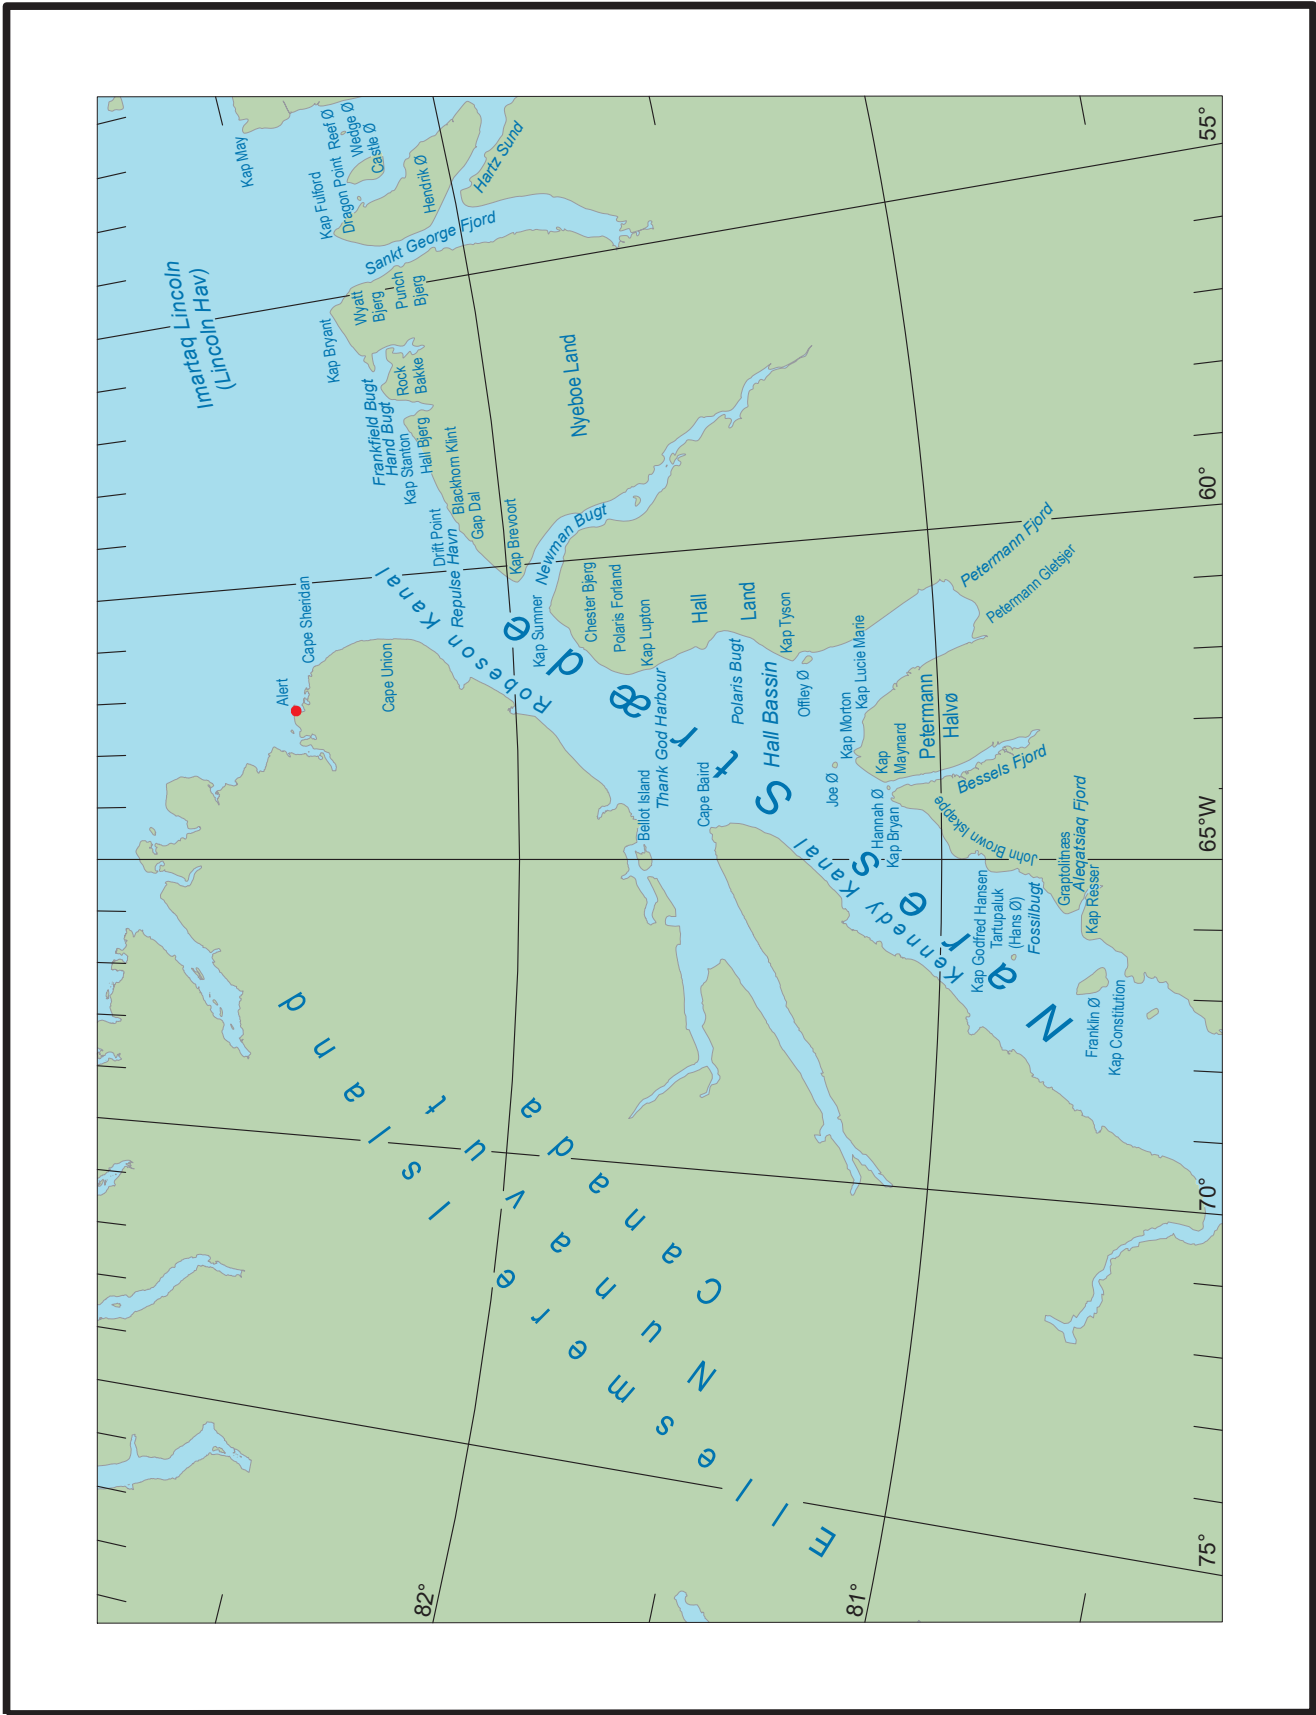 Imartaq Lincoln
(Lincoln Hav)
Kap May
Kap Fulford
Dragon Point
Reef Ø
Wedge Ø
Castle Ø
Hendrik Ø
Hartz Sund
Sankt George Fjord
Kap Bryant
Wyatt
Bjerg
Punch
Bjerg
Rock
Bakke
Frankfield Bugt
Hand Bugt
Kap Stanton
Hall Bjerg
Blackhorn Klint
Gap Dal
Drift Point
Repulse Havn
Kap Brevoort
Nyeboe Land
Newman Bugt
Cape Sheridan
Alert
Cape Union
Robeson Kanal
Kap Sumner
Chester Bjerg
Polaris Forland
Kap Lupton
Hall
Land
Thank God Harbour
Polaris Bugt
Hall Bassin
Kap Tyson
Offley Ø
Petermann Fjord
Petermann Gletsjer
Kap Lucie Marie
Kap Morton
Petermann
Halvø
Kap
Maynard
Joe Ø
Bessels Fjord
Hannah Ø
Kap Bryan
John Brown Iskappe
Bellot Island
Cape Baird
Kennedy Kanal
Nares Stræde
Kap Godfred Hansen
Tartupaluk
(Hans Ø)
Fossilbugt
Graptolitnæs
Aleqatsiaq Fjord
Kap Resser
Franklin Ø
Kap Constitution
Ellesmere Island
Nunavut
Canada
82°
81°
55°
60°
65°W
70°
75°